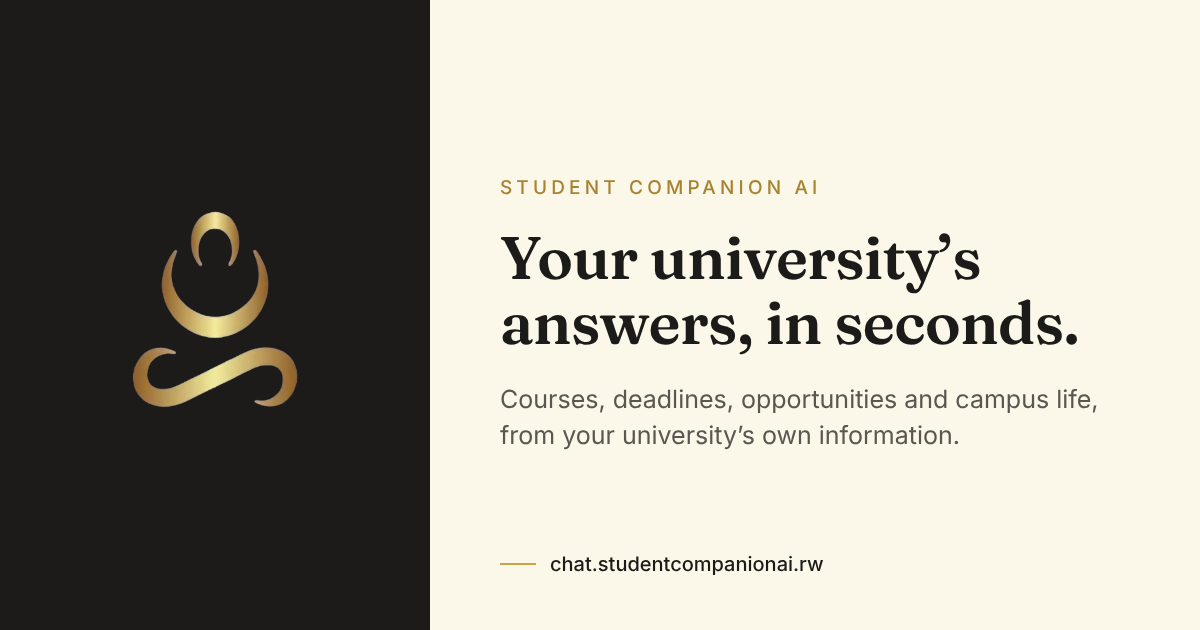 STUDENT COMPANION AI
Your university’s
answers, in seconds.
Courses, deadlines, opportunities and campus life,
from your university’s own information.
chat.studentcompanionai.rw